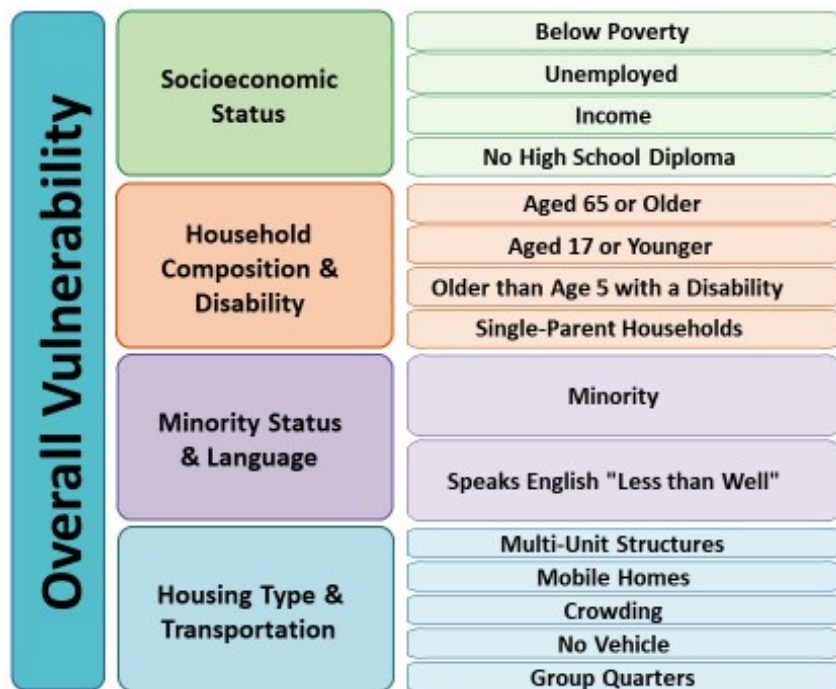 Overall Vulnerability
Socioeconomic
Status
Below Poverty
Unemployed
Income
No High School Diploma
Household
Composition &
Disability
Aged 65 or Older
Aged 17 or Younger
Older than Age 5 with a Disability
Single-Parent Households
Minority Status
& Language
Minority
Speaks English "Less than Well"
Housing Type &
Transportation
Multi-Unit Structures
Mobile Homes
Crowding
No Vehicle
Group Quarters